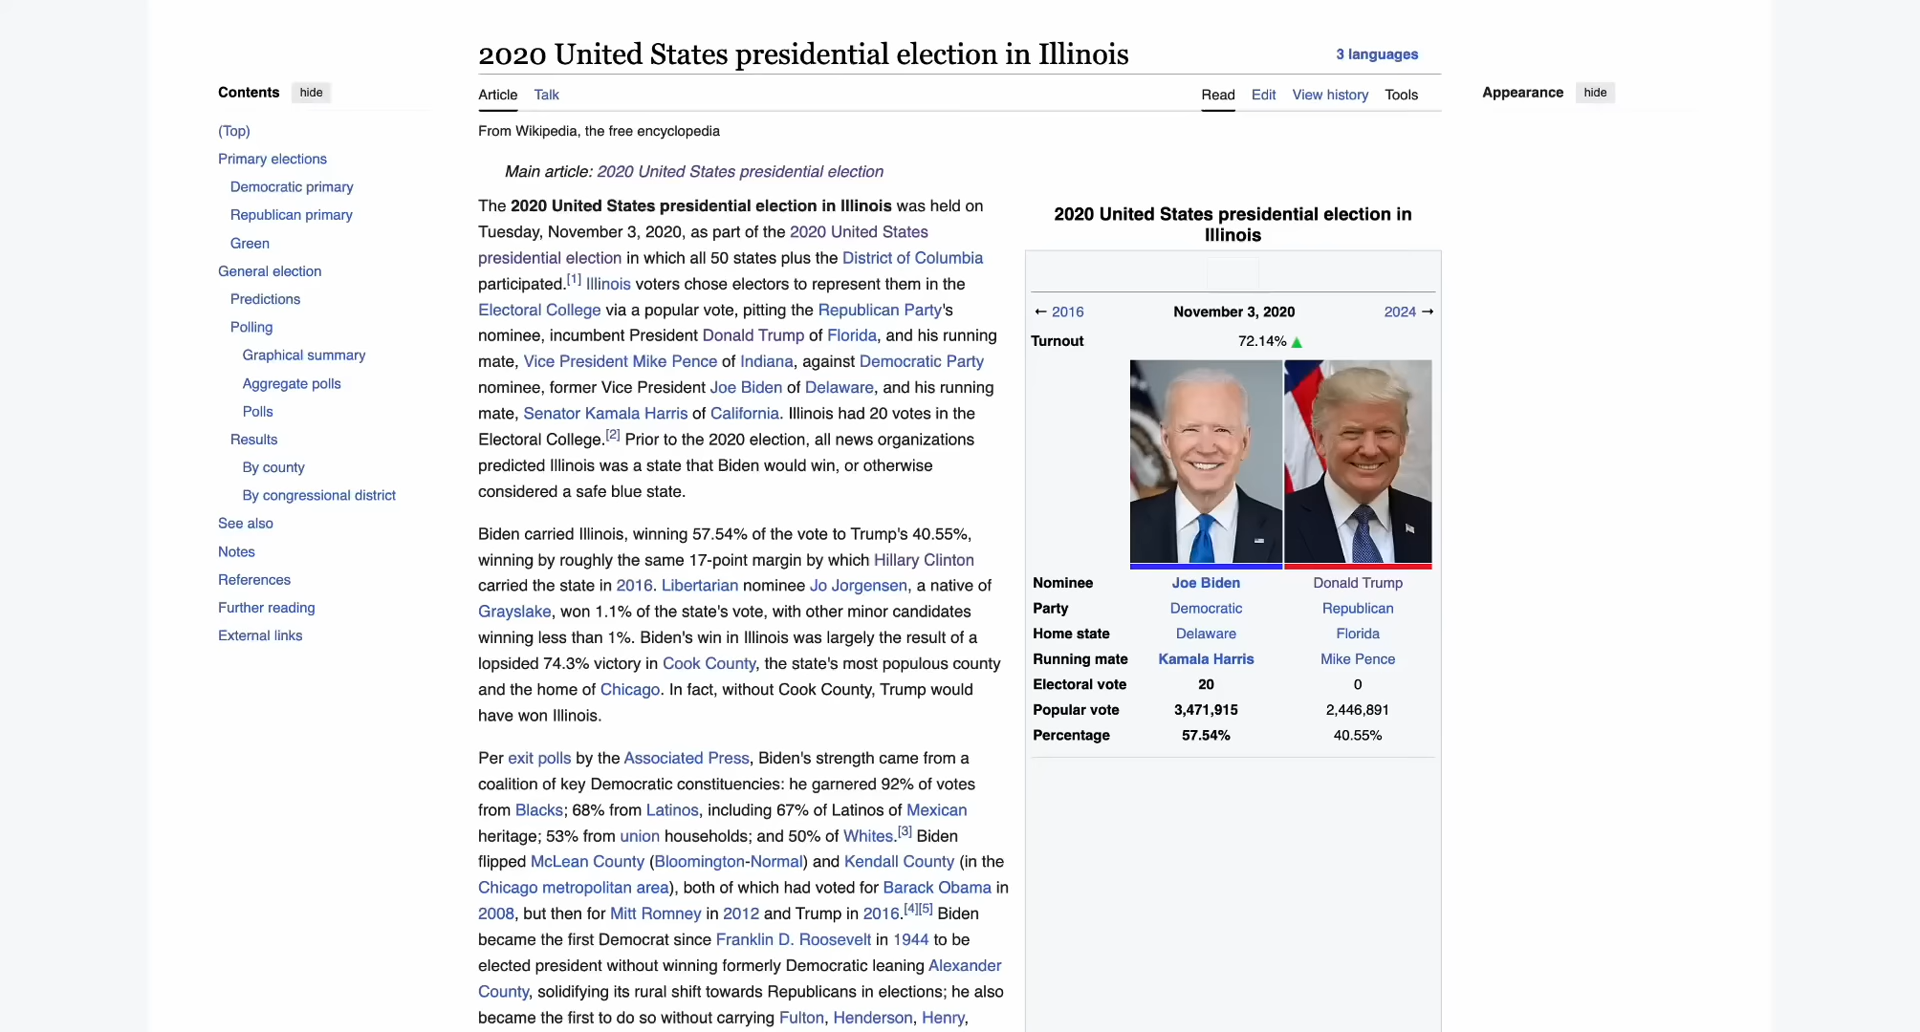 2020 United States presidential election in Illinois
3 languages
Contents hide
Article Talk
Read Edit View history Tools
Appearance hide
(Top)
Primary elections
Democratic primary
Republican primary
Green
General election
Predictions
Polling
Graphical summary
Aggregate polls
Polls
Results
By county
By congressional district
See also
Notes
References
Further reading
External links
From Wikipedia, the free encyclopedia
Main article: 2020 United States presidential election
The 2020 United States presidential election in Illinois was held on
Tuesday, November 3, 2020, as part of the 2020 United States
presidential election in which all 50 states plus the District of Columbia
participated.[1] Illinois voters chose electors to represent them in the
Electoral College via a popular vote, pitting the Republican Party's
nominee, incumbent President Donald Trump of Florida, and his running
mate, Vice President Mike Pence of Indiana, against Democratic Party
nominee, former Vice President Joe Biden of Delaware, and his running
mate, Senator Kamala Harris of California. Illinois had 20 votes in the
Electoral College.[2] Prior to the 2020 election, all news organizations
predicted Illinois was a state that Biden would win, or otherwise
considered a safe blue state.
Biden carried Illinois, winning 57.54% of the vote to Trump's 40.55%,
winning by roughly the same 17-point margin by which Hillary Clinton
carried the state in 2016. Libertarian nominee Jo Jorgensen, a native of
Grayslake, won 1.1% of the state's vote, with other minor candidates
winning less than 1%. Biden's win in Illinois was largely the result of a
lopsided 74.3% victory in Cook County, the state's most populous county
and the home of Chicago. In fact, without Cook County, Trump would
have won Illinois.
Per exit polls by the Associated Press, Biden's strength came from a
coalition of key Democratic constituencies: he garnered 92% of votes
from Blacks; 68% from Latinos, including 67% of Latinos of Mexican
heritage; 53% from union households; and 50% of Whites.[3] Biden
flipped McLean County (Bloomington-Normal) and Kendall County (in the
Chicago metropolitan area), both of which had voted for Barack Obama in
2008, but then for Mitt Romney in 2012 and Trump in 2016.[4][5] Biden
became the first Democrat since Franklin D. Roosevelt in 1944 to be
elected president without winning formerly Democratic leaning Alexander
County, solidifying its rural shift towards Republicans in elections; he also
became the first to do so without carrying Fulton, Henderson, Henry,
2020 United States presidential election in
Illinois
← 2016 November 3, 2020 2024 →
Turnout 72.14% ▲
Nominee Joe Biden Donald Trump
Party Democratic Republican
Home state Delaware Florida
Running mate Kamala Harris Mike Pence
Electoral vote 20 0
Popular vote 3,471,915 2,446,891
Percentage 57.54% 40.55%